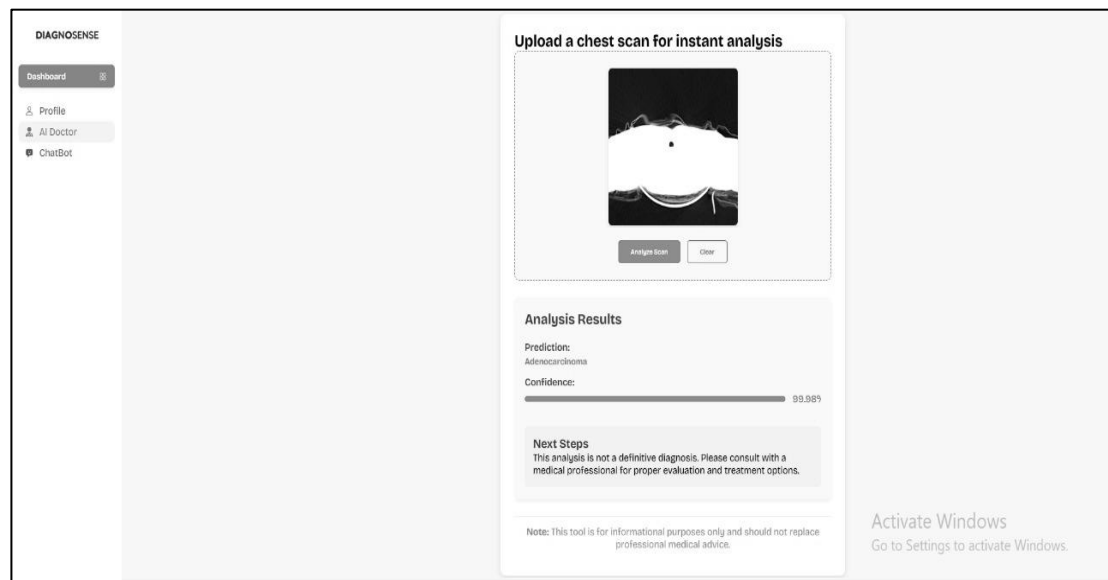 DIAGNOSENSE
Dashboard
Profile
AI Doctor
ChatBot
Upload a chest scan for instant analysis
Analyze Scan
Clear
Analysis Results
Prediction:
Adenocarcinoma
Confidence:
99.98%
Next Steps
This analysis is not a definitive diagnosis. Please consult with a
medical professional for proper evaluation and treatment options.
Note: This tool is for informational purposes only and should not replace
professional medical advice.
Activate Windows
Go to Settings to activate Windows.